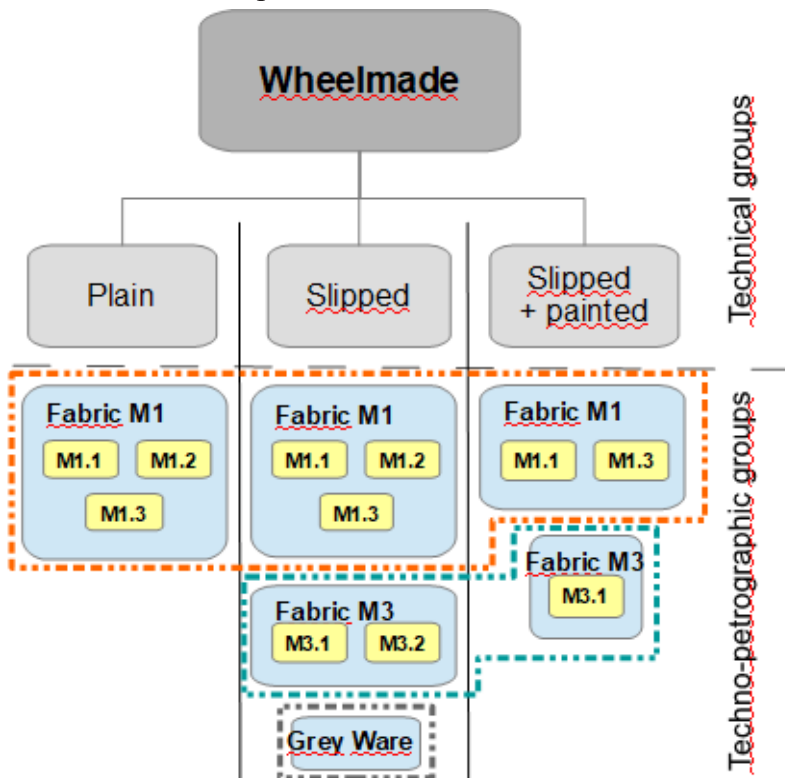 Wheelmade
Technical groups
Plain
Slipped
Slipped
+ painted
Techno-petrographic groups
Fabric M1
M1.1
M1.2
M1.3
Fabric M1
M1.1
M1.2
M1.3
Fabric M1
M1.1
M1.3
Fabric M3
M3.1
M3.2
Fabric M3
M3.1
Grey Ware